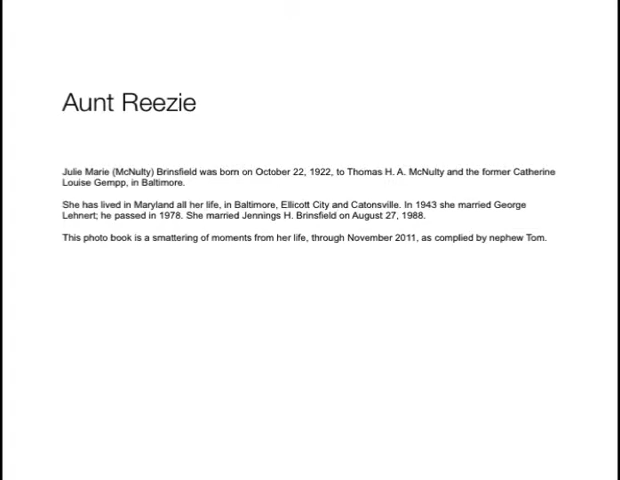 Aunt Reezie
Julie Marie (McNulty) Brinsfield was born on October 22, 1922, to Thomas H. A. McNulty and the former Catherine
Louise Gempp, in Baltimore.
She has lived in Maryland all her life, in Baltimore, Ellicott City and Catonsville. In 1943 she married George
Lehnert; he passed in 1978. She married Jennings H. Brinsfield on August 27, 1988.
This photo book is a smattering of moments from her life, through November 2011, as complied by nephew Tom.